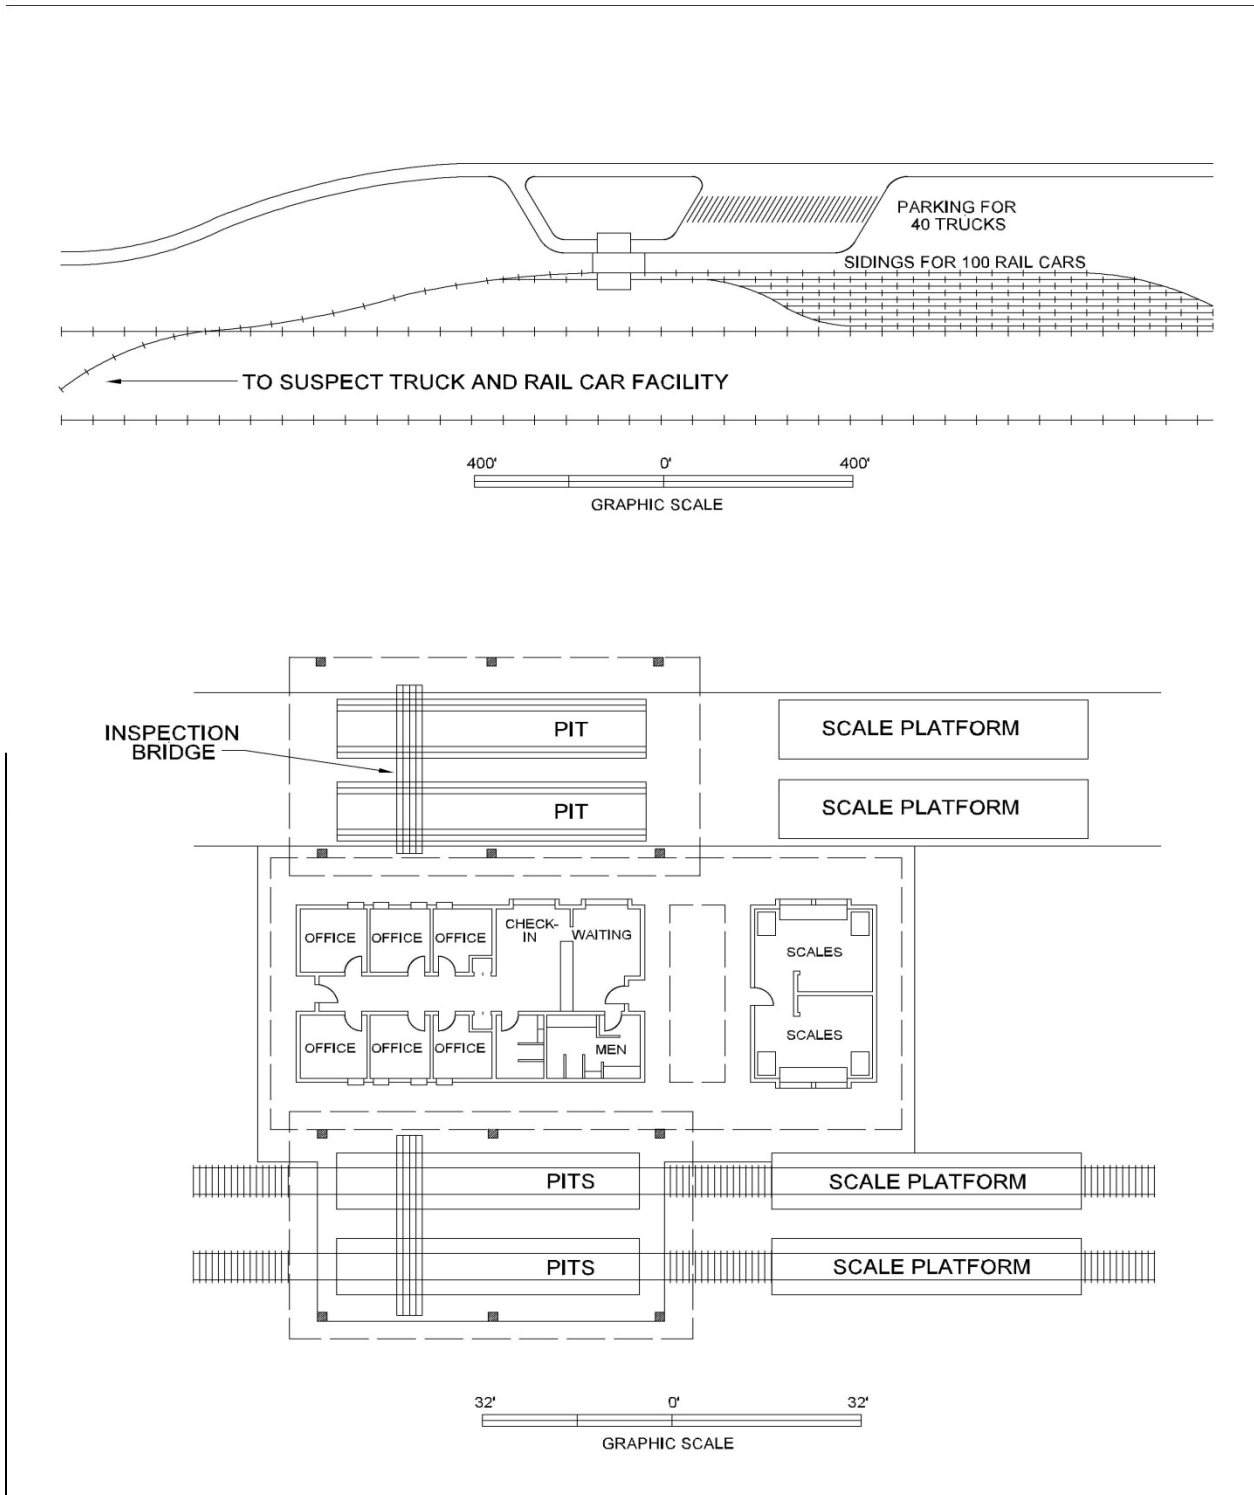 PARKING FOR
40 TRUCKS
SIDINGS FOR 100 RAIL CARS
TO SUSPECT TRUCK AND RAIL CAR FACILITY
400' 0' 400'
GRAPHIC SCALE
INSPECTION
BRIDGE
PIT
SCALE PLATFORM
PIT
SCALE PLATFORM
OFFICE
OFFICE
OFFICE
CHECK-
IN
WAITING
SCALES
OFFICE
OFFICE
OFFICE
MEN
SCALES
PITS
SCALE PLATFORM
PITS
SCALE PLATFORM
32' 0' 32'
GRAPHIC SCALE